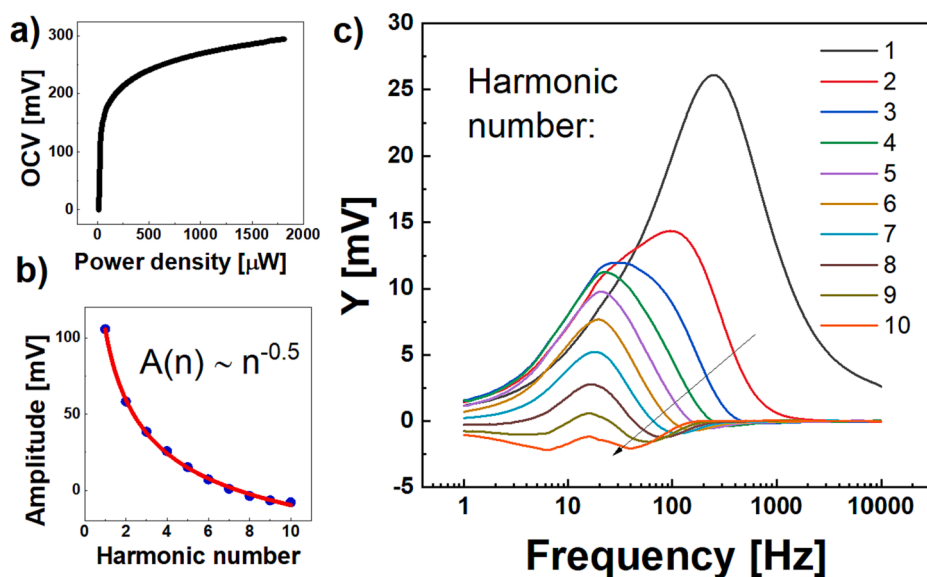 a)
OCV [mV]
300
200
100
0
0 500 1000 1500 2000
Power density [μW]
b)
Amplitude [mV]
100
50
0
A(n) ~ n-0.5
0 2 4 6 8 10
Harmonic number
c)
Y [mV]
30
25
20
15
10
5
0
-5
Harmonic
number:
1
2
3
4
5
6
7
8
9
10
1 10 100 1000 10000
Frequency [Hz]